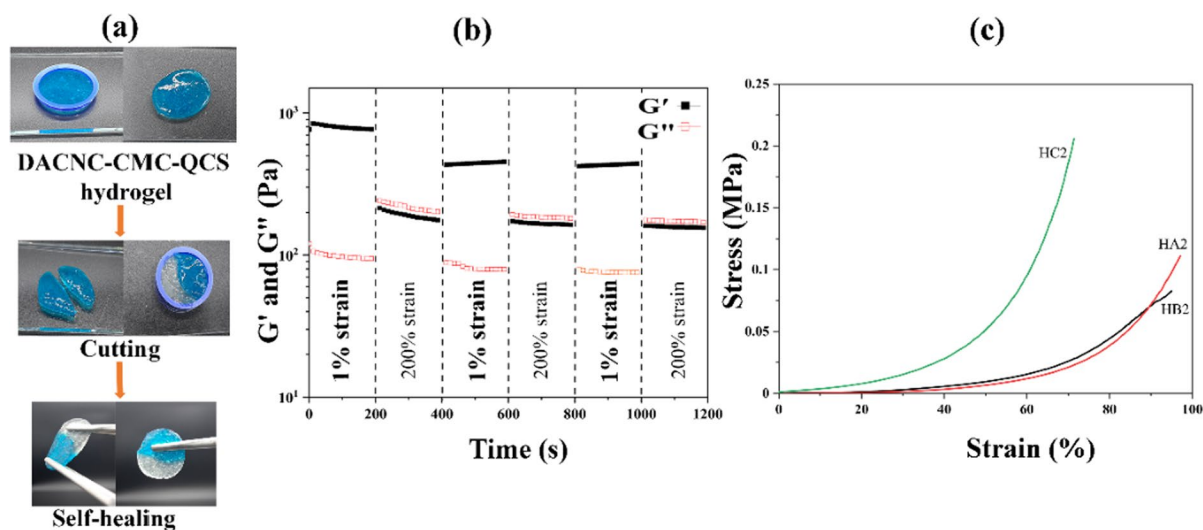 (a)
DACNC-CMC-QCS
hydrogel
Cutting
Self-healing
(b)
G' and G'' (Pa)
10³
10²
10¹
G'
G''
1% strain
200% strain
1% strain
200% strain
1% strain
200% strain
0 200 400 600 800 1000 1200
Time (s)
(c)
Stress (MPa)
0.25
0.2
0.15
0.1
0.05
0
HC2
HA2
HB2
0 20 40 60 80 100
Strain (%)